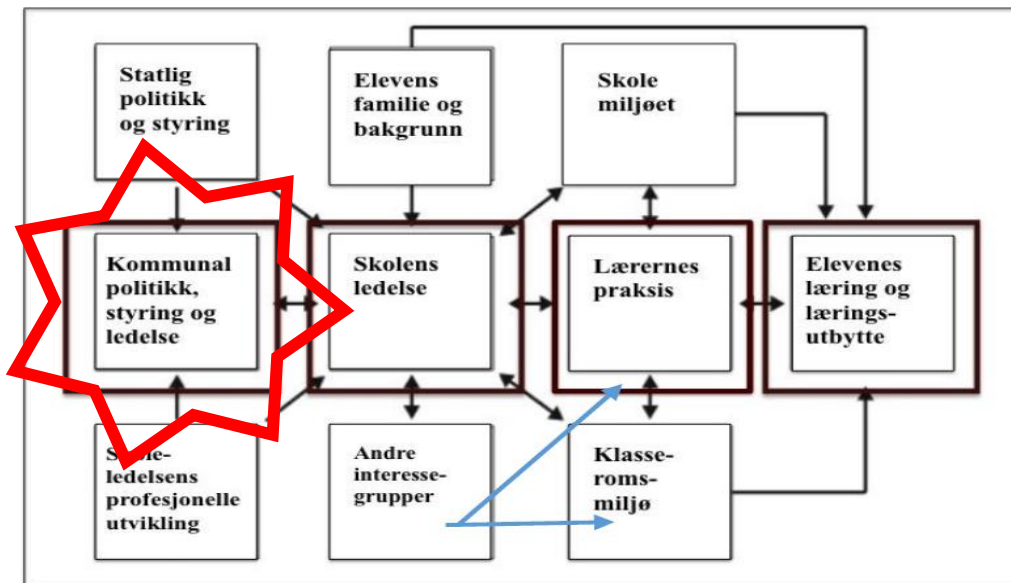 Statlig
politikk
og styring
Elevens
familie og
bakgrunn
Skole
miljøet
Kommunal
politikk,
styring og
ledelse
Skolens
ledelse
Lærernes
praksis
Elevenes
læring og
lærings-
utbytte
ledelsens
profesjonelle
utvikling
Andre
interesse-
grupper
Klasse-
roms-
miljø